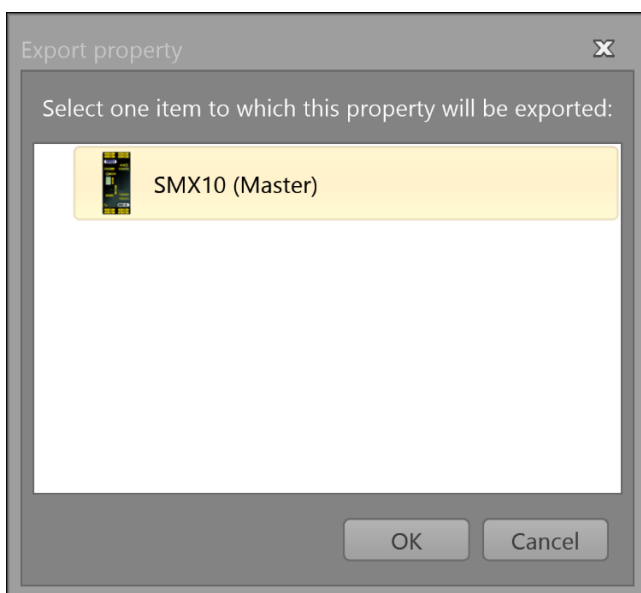 Export property
Select one item to which this property will be exported:
SMX10 (Master)
OK
Cancel